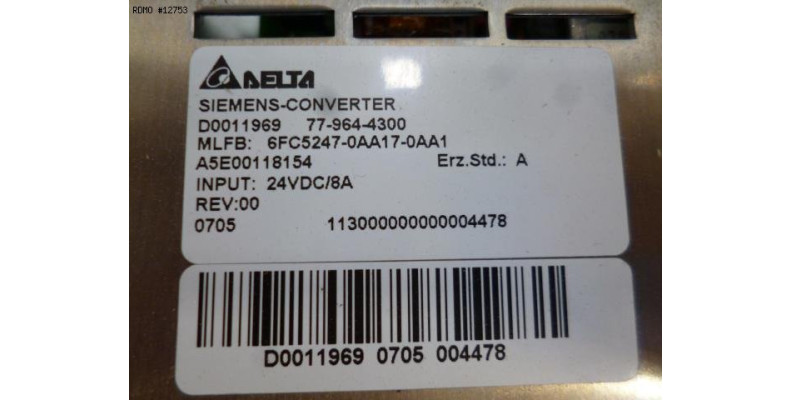 RDMO #12753
DELTA
SIEMENS-CONVERTER
D0011969 77-964-4300
MLFB: 6FC5247-0AA17-0AA1
A5E00118154 Erz.Std.: A
INPUT: 24VDC/8A
REV:00
0705 113000000000004478
D0011969 0705 004478